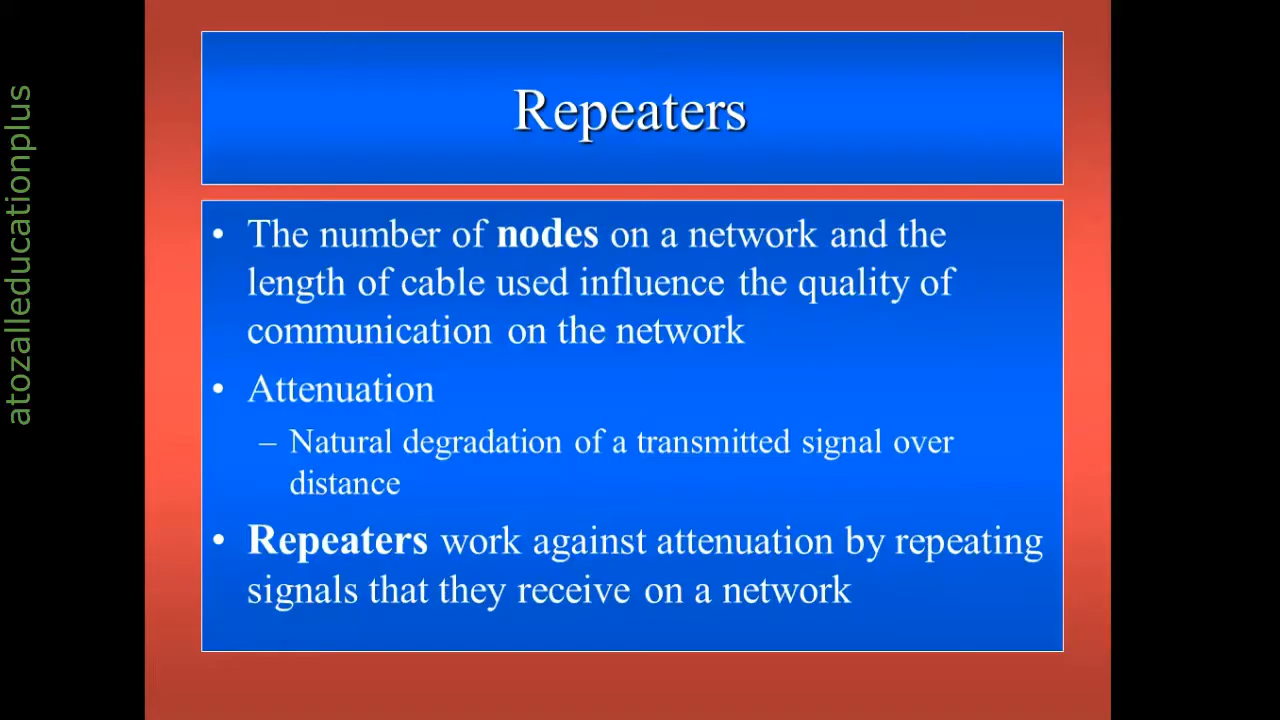 atozalleducationplus
Repeaters
• The number of nodes on a network and the
length of cable used influence the quality of
communication on the network
• Attenuation
– Natural degradation of a transmitted signal over
distance
• Repeaters work against attenuation by repeating
signals that they receive on a network